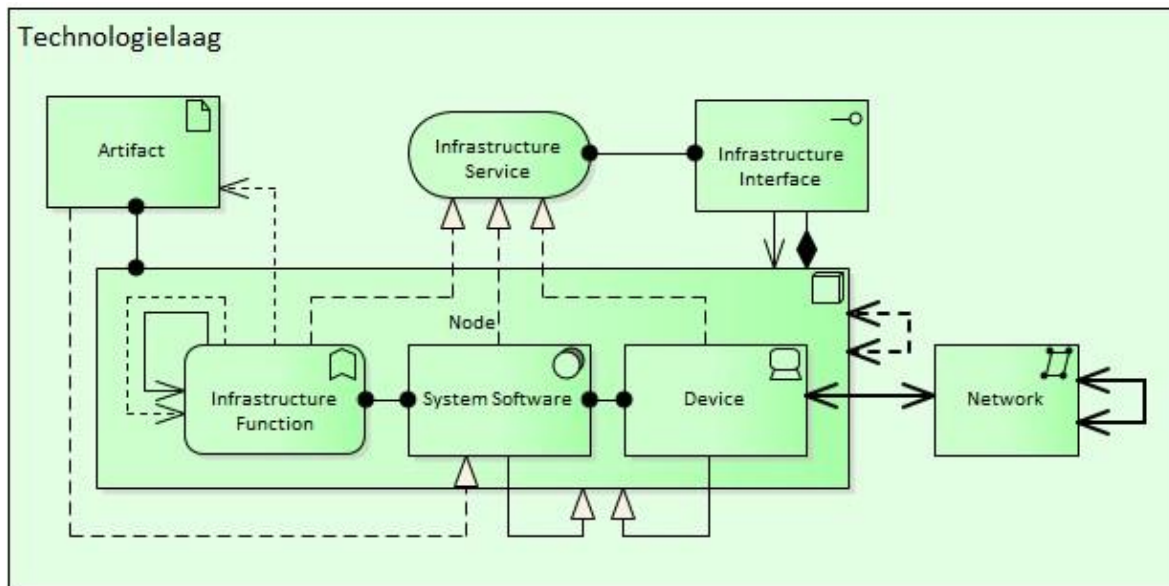 Technologielaag
Artifact
Infrastructure
Service
Infrastructure
Interface
Node
Infrastructure
Function
System Software
Device
Network